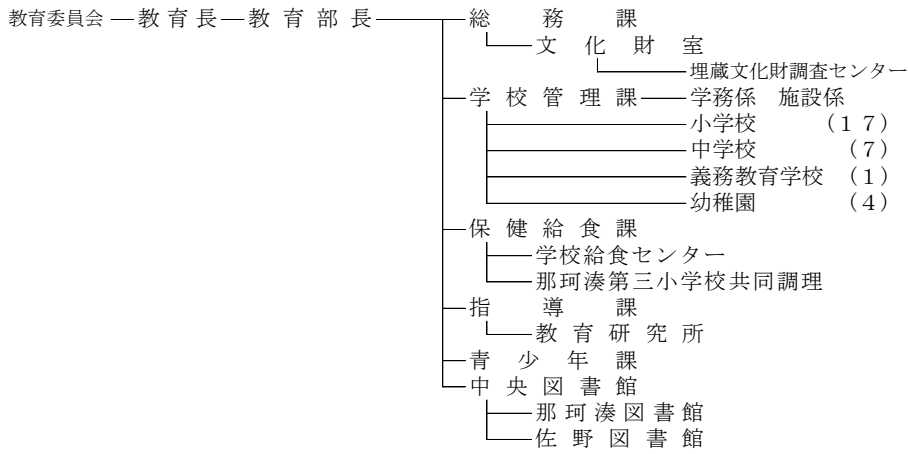 教育委員会 教育長 教育部長 総務課
文化財室
埋蔵文化財調査センター
学校管理課 学務係 施設係
小学校 （１７）
中学校 （７）
義務教育学校 （１）
幼稚園 （４）
保健給食課
学校給食センター
那珂湊第三小学校共同調理
指導課
教育研究所
青少年課
中央図書館
那珂湊図書館
佐野図書館